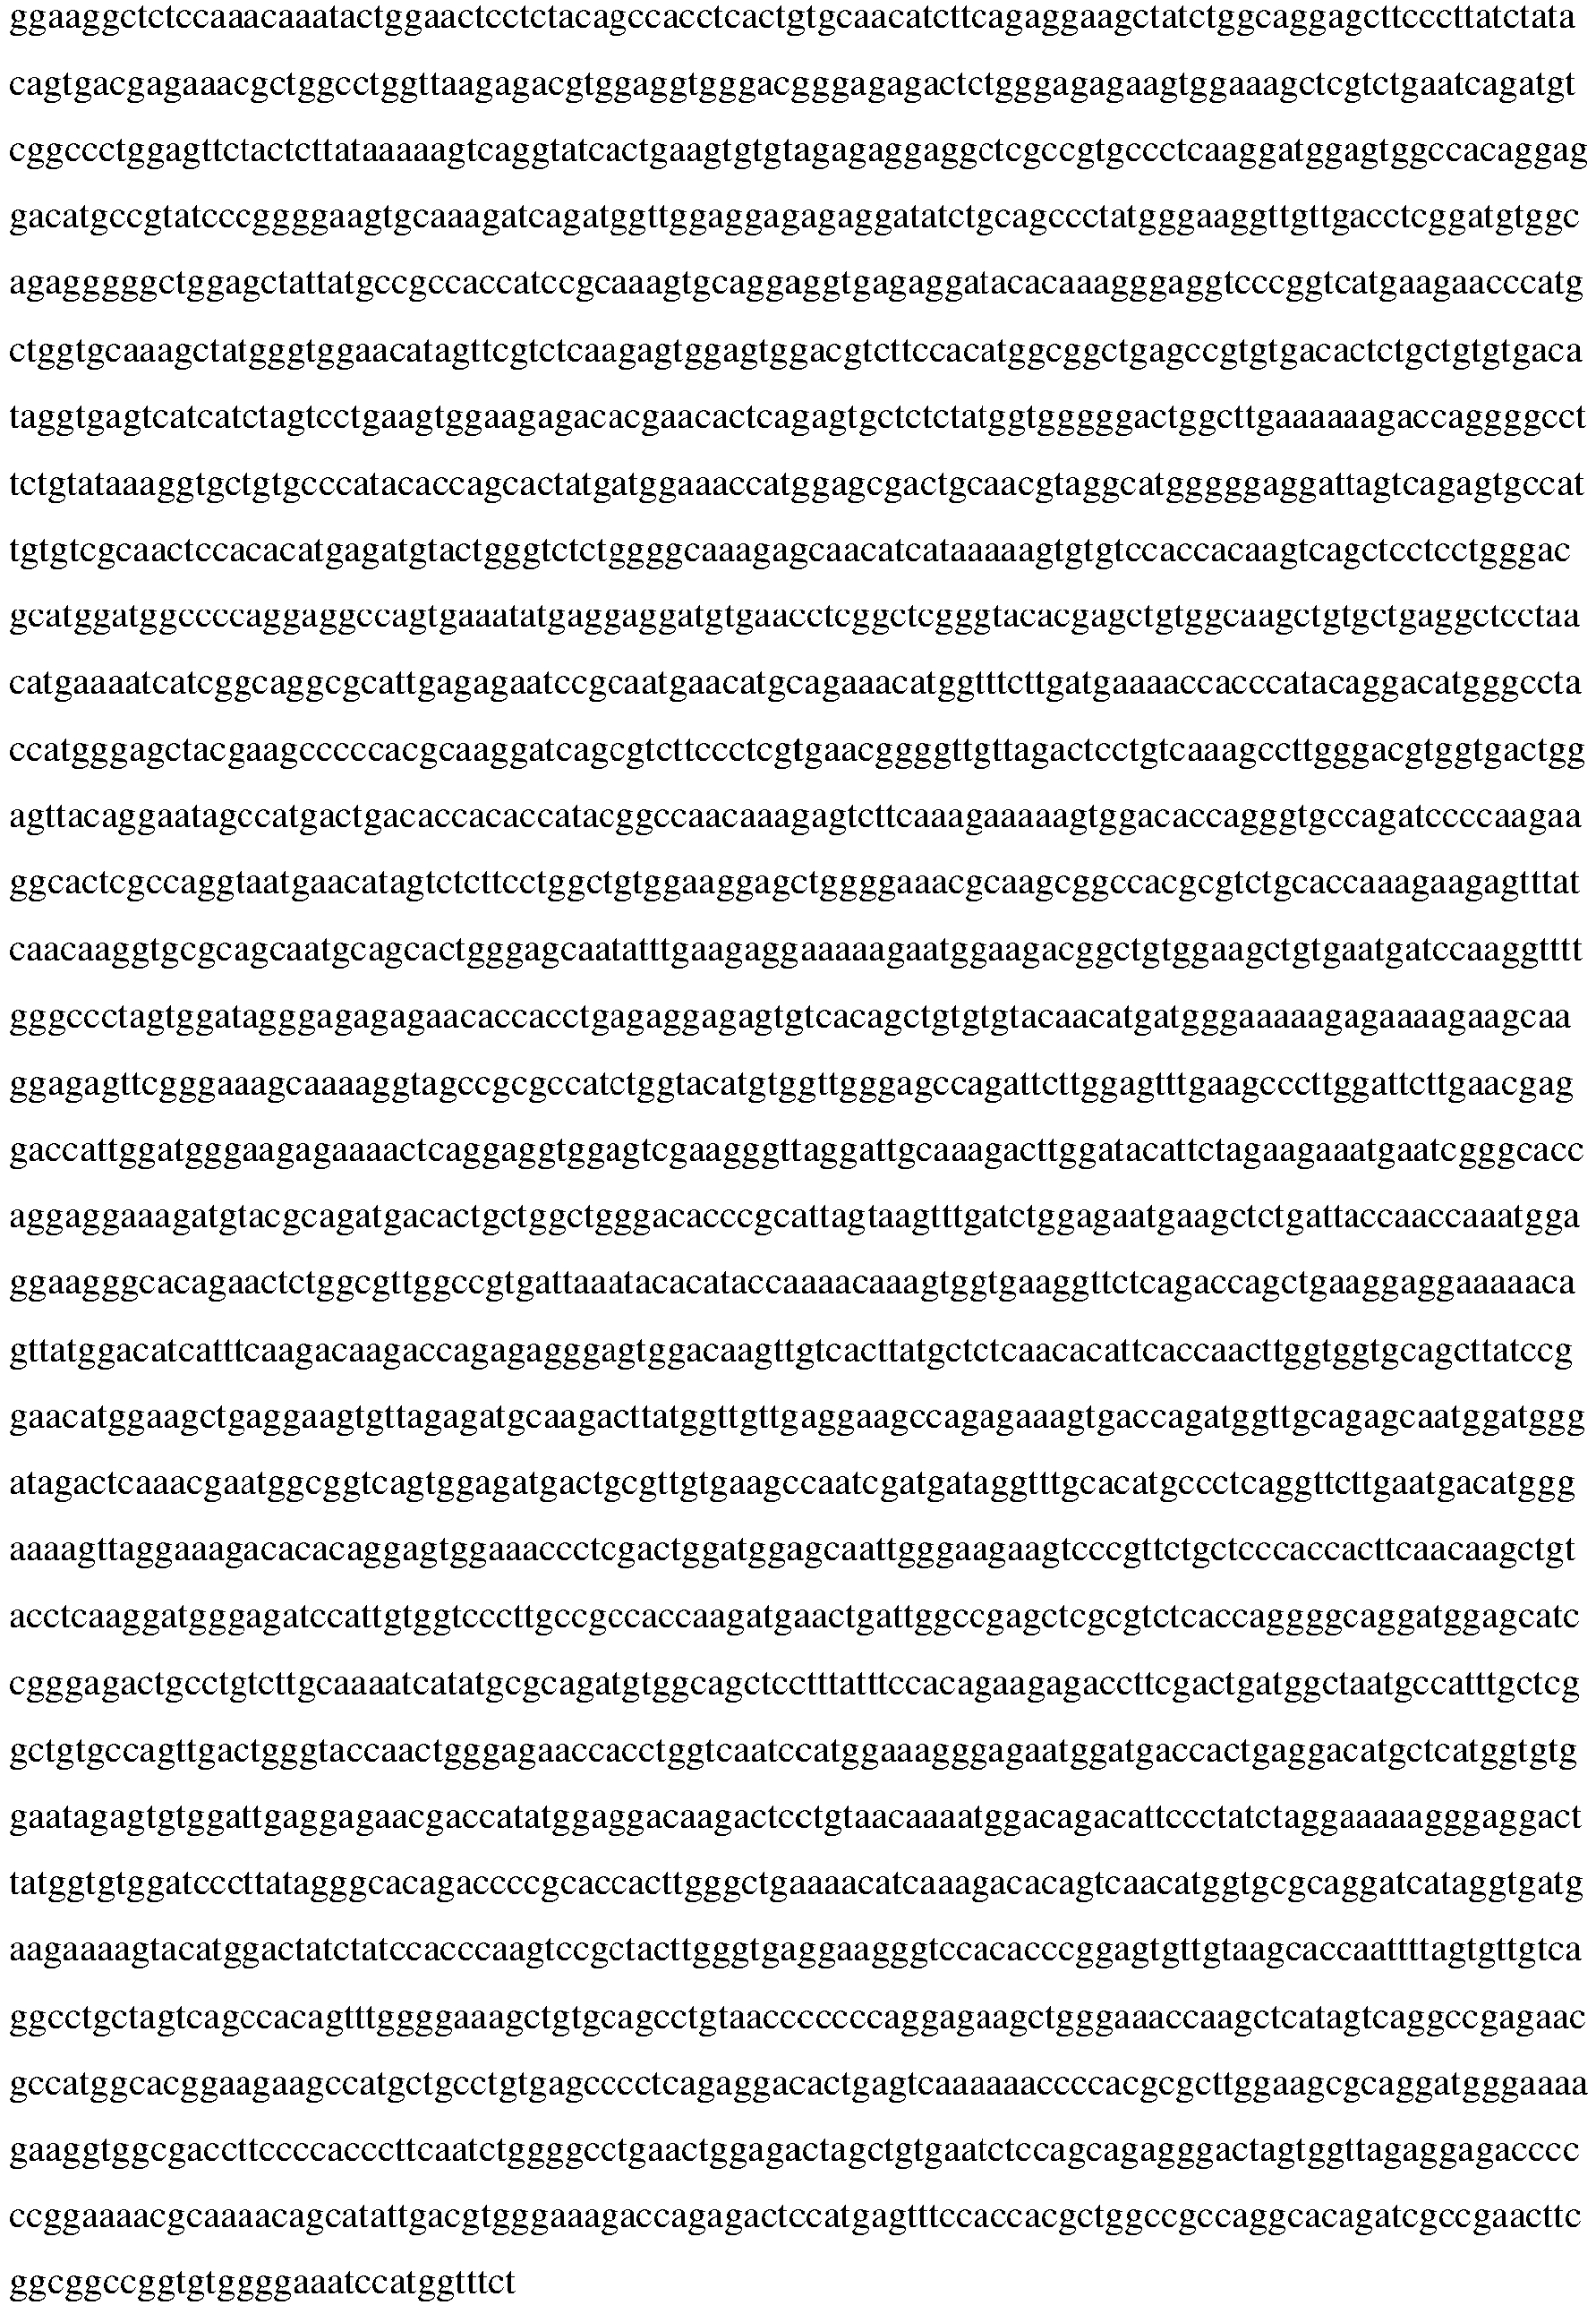 ggaaggctctccaaacaaatactggaactcctctacagccacctcactgtgcaacatcttcagaggaagctatctggcaggagcttcccttatctata
cagtgacgagaaacgctggcctggttaagagacgtggaggtgggacgggagagactctgggagagaagtggaaagctcgtctgaatcagatgt
cggccctggagttctactcttataaaaagtcaggtatcactgaagtgtgtagagaggaggctcgccgtgccctcaaggatggagtggccacaggag
gacatgccgtatcccggggaagtgcaaagatcagatggttggaggagagaggatatctgcagccctatgggaaggttgttgacctcggatgtggc
agagggggctggagctattatgccgccaccatccgcaaagtgcaggaggtgagaggatacacaaagggaggtcccggtcatgaagaacccatg
ctggtgcaaagctatgggtggaacatagttcgtctcaagagtggagtggacgtcttccacatggcggctgagccgtgtgacactctgctgtgtgaca
taggtgagtcatcatctagtcctgaagtggaagagacacgaacactcagagtgctctctatggtgggggactggcttgaaaaaagaccaggggcct
tctgtataaaggtgctgtgcccatacaccagcactatgatggaaaccatggagcgactgcaacgtaggcatgggggaggattagtcagagtgccat
tgtgtcgcaactccacacatgagatgtactgggtctctggggcaaagagcaacatcataaaaagtgtgtccaccacaagtcagctcctcctgggac
gcatggatggccccaggaggccagtgaaatatgaggaggatgtgaacctcggctcgggtacacgagctgtggcaagctgtgctgaggctcctaa
catgaaaatcatcggcaggcgcattgagagaatccgcaatgaacatgcagaaacatggtttcttgatgaaaaccacccatacaggacatgggccta
ccatgggagctacgaagcccccacgcaaggatcagcgtcttccctcgtgaacggggttgttagactcctgtcaaagccttgggacgtggtgactgg
agttacaggaatagccatgactgacaccacaccatacggccaacaaagagtcttcaaagaaaaagtggacaccagggtgccagatccccaagaa
ggcactcgccaggtaatgaacatagtctcttcctggctgtggaaggagctggggaaacgcaagcggccacgcgtctgcaccaaagaagagtttat
caacaaggtgcgcagcaatgcagcactgggagcaatatttgaagaggaaaaagaatggaagacggctgtggaagctgtgaatgatccaaggtttt
gggccctagtggatagggagagagaacaccacctgagaggagagtgtcacagctgtgtgtacaacatgatgggaaaaagagaaaagaagcaa
ggagagttcgggaaagcaaaaggtagccgcgccatctggtacatgtggttgggagccagattcttggagtttgaagcccttggattcttgaacgag
gaccattggatgggaagagaaaactcaggaggtggagtcgaagggttaggattgcaaagacttggatacattctagaagaaatgaatcgggcacc
aggaggaaagatgtacgcagatgacactgctggctgggacacccgcattagtaagtttgatctggagaatgaagctctgattaccaaccaaatgga
ggaagggcacagaactctggcgttggccgtgattaaatacacataccaaaacaaagtggtgaaggttctcagaccagctgaaggaggaaaaaca
gttatggacatcatttcaagacaagaccagagagggagtggacaagttgtcacttatgctctcaacacattcaccaacttggtggtgcagcttatccg
gaacatggaagctgaggaagtgttagagatgcaagacttatggttgttgaggaagccagagaaagtgaccagatggttgcagagcaatggatggg
atagactcaaacgaatggcggtcagtggagatgactgcgttgtgaagccaatcgatgataggtttgcacatgccctcaggttcttgaatgacatggg
aaaagttaggaaagacacacaggagtggaaaccctcgactggatggagcaattgggaagaagtcccgttctgctcccaccacttcaacaagctgt
acctcaaggatgggagatccattgtggtcccttgccgccaccaagatgaactgattggccgagctcgcgtctcaccaggggcaggatggagcatc
cgggagactgcctgtcttgcaaaatcatatgcgcagatgtggcagctcctttatttccacagaagagaccttcgactgatggctaatgccatttgctcg
gctgtgccagttgactgggtaccaactgggagaaccacctggtcaatccatggaaagggagaatggatgaccactgaggacatgctcatggtgtg
gaatagagtgtggattgaggagaacgaccatatggaggacaagactcctgtaacaaaatggacagacattccctatctaggaaaaagggaggact
tatggtgtggatcccttatagggcacagaccccgcaccacttgggctgaaaacatcaaagacacagtcaacatggtgcgcaggatcataggtgatg
aagaaaagtacatggactatctatccacccaagtccgctacttgggtgaggaagggtccacacccggagtgttgtaagcaccaattttagtgttgtca
ggcctgctagtcagccacagtttggggaaagctgtgcagcctgtaacccccccaggagaagctgggaaaccaagctcatagtcaggccgagaac
gccatggcacggaagaagccatgctgcctgtgagcccctcagaggacactgagtcaaaaaaccccacgcgcttggaagcgcaggatgggaaaa
gaaggtggcgaccttccccacccttcaatctggggcctgaactggagactagctgtgaatctccagcagagggactagtggttagaggagacccc
ccggaaaacgcaaaacagcatattgacgtgggaaagaccagagactccatgagtttccaccacgctggccgccaggcacagatcgccgaacttc
ggcggccggtgtggggaaatccatggtttct